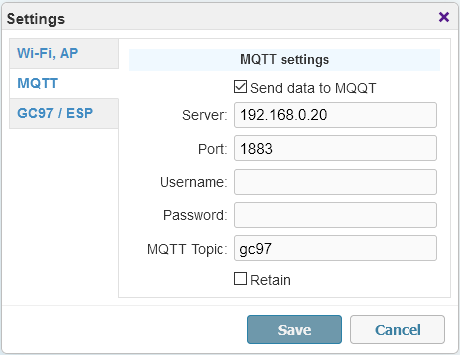 Settings
Wi-Fi, AP
MQTT
GC97 / ESP
MQTT settings
Send data to MQQT
Server: 192.168.0.20
Port: 1883
Username:
Password:
MQTT Topic: gc97
Retain
Save Cancel